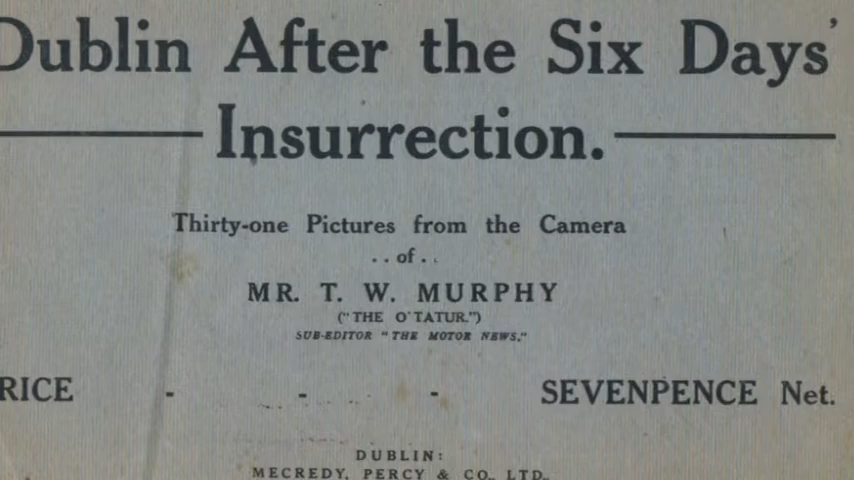 Dublin After the Six Days'
Insurrection.
Thirty-one Pictures from the Camera
. . of . .
MR. T. W. MURPHY
("THE O'TATUR.")
SUB-EDITOR "THE MOTOR NEWS."
RICE - - - SEVENPENCE Net.
DUBLIN:
MECREDY, PERCY & CO., LTD.